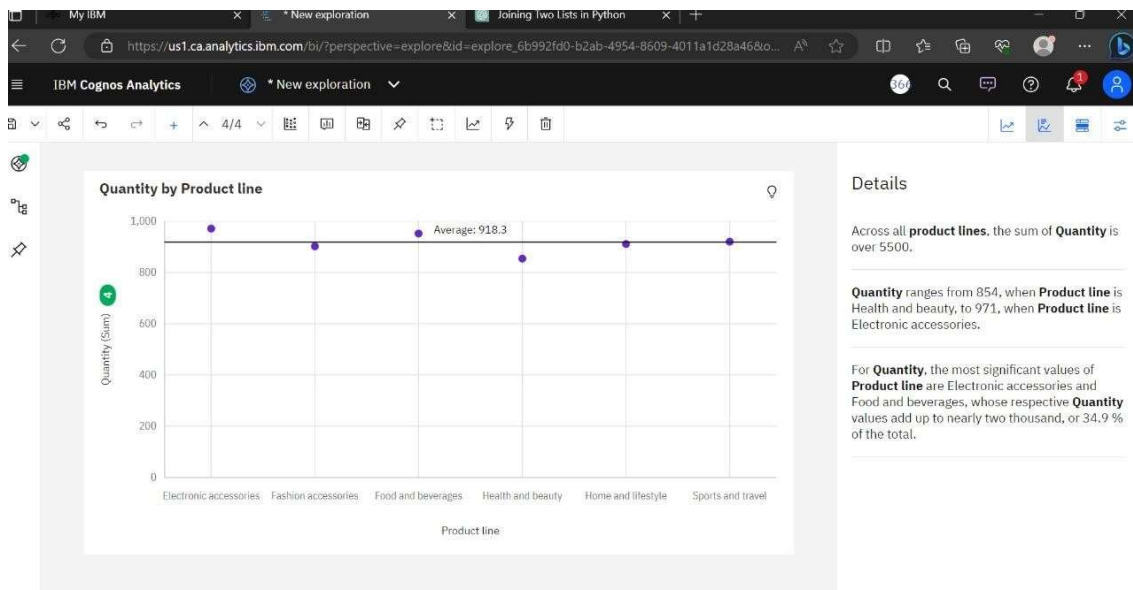 My IBM
* New exploration
Joining Two Lists in Python
https://us1.ca.analytics.ibm.com/bi/?perspective=explore&id=explore_6b992fd0-b2ab-4954-8609-4011a1d28a46&o...
IBM Cognos Analytics
* New exploration
366
1
4/4
Quantity by Product line
1,000
800
600
400
200
0
Average: 918.3
4
Quantity (Sum)
Electronic accessories
Fashion accessories
Food and beverages
Health and beauty
Home and lifestyle
Sports and travel
Product line
Details
Across all product lines, the sum of Quantity is
over 5500.
Quantity ranges from 854, when Product line is
Health and beauty, to 971, when Product line is
Electronic accessories.
For Quantity, the most significant values of
Product line are Electronic accessories and
Food and beverages, whose respective Quantity
values add up to nearly two thousand, or 34.9 %
of the total.